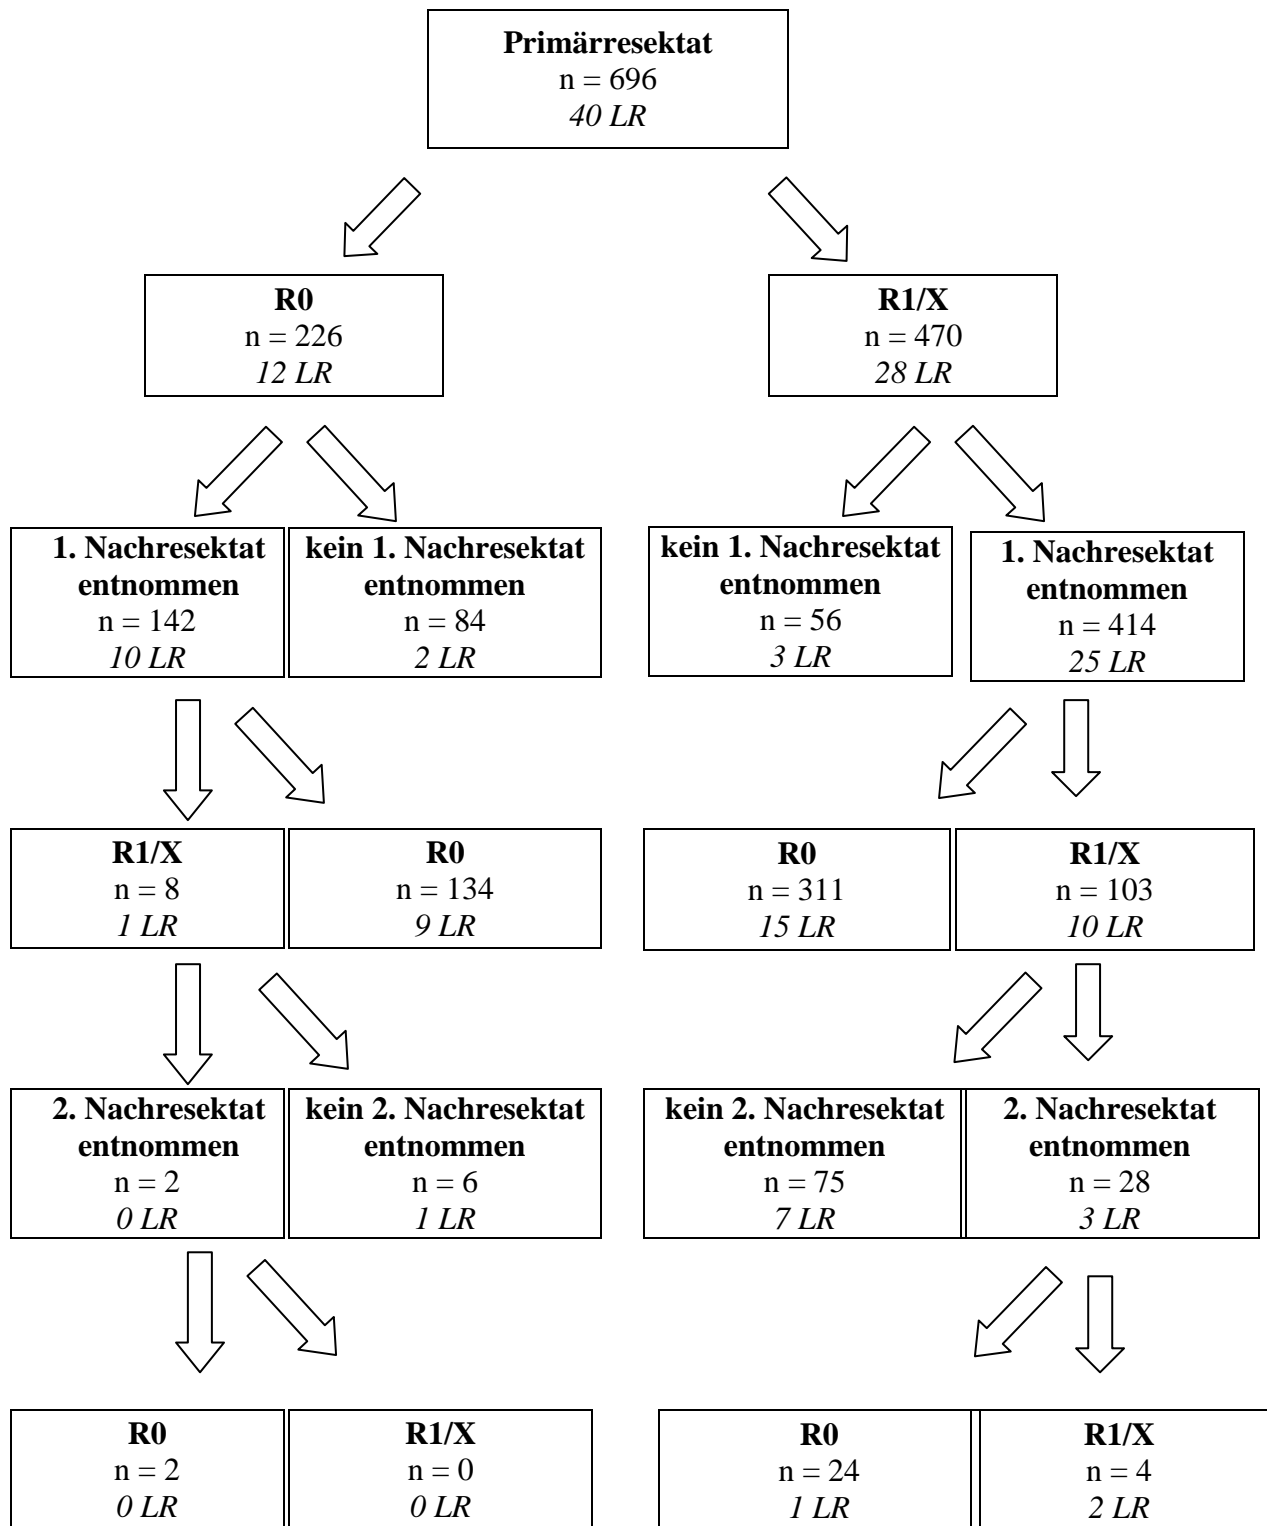 Primärresektat
n = 696
40 LR
R0
n = 226
12 LR
R1/X
n = 470
28 LR
1. Nachresektat
entnommen
n = 142
10 LR
kein 1. Nachresektat
entnommen
n = 84
2 LR
kein 1. Nachresektat
entnommen
n = 56
3 LR
1. Nachresektat
entnommen
n = 414
25 LR
R1/X
n = 8
1 LR
R0
n = 134
9 LR
R0
n = 311
15 LR
R1/X
n = 103
10 LR
2. Nachresektat
entnommen
n = 2
0 LR
kein 2. Nachresektat
entnommen
n = 6
1 LR
kein 2. Nachresektat
entnommen
n = 75
7 LR
2. Nachresektat
entnommen
n = 28
3 LR
R0
n = 2
0 LR
R1/X
n = 0
0 LR
R0
n = 24
1 LR
R1/X
n = 4
2 LR